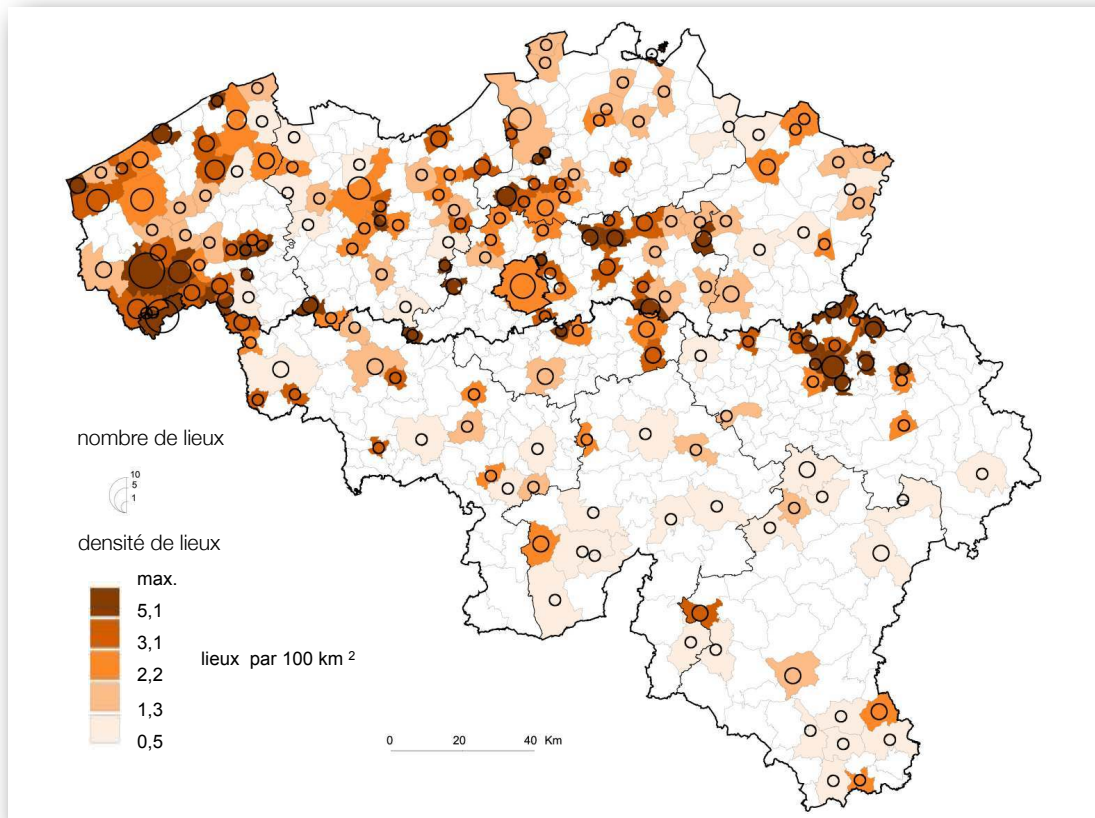 nombre de lieux
10
5
1
densité de lieux
max.
5,1
3,1
lieux par 100 km ²
2,2
1,3
0,5
0 20 40 Km